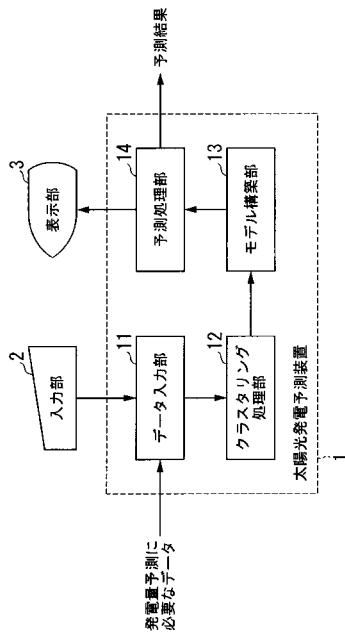 2
入力部
3
表示部
発電量予測に
必要なデータ
11
データ入力部
14
予測処理部
予測結果
12
クラスタリング
処理部
13
モデル構築部
太陽光発電予測装置
1